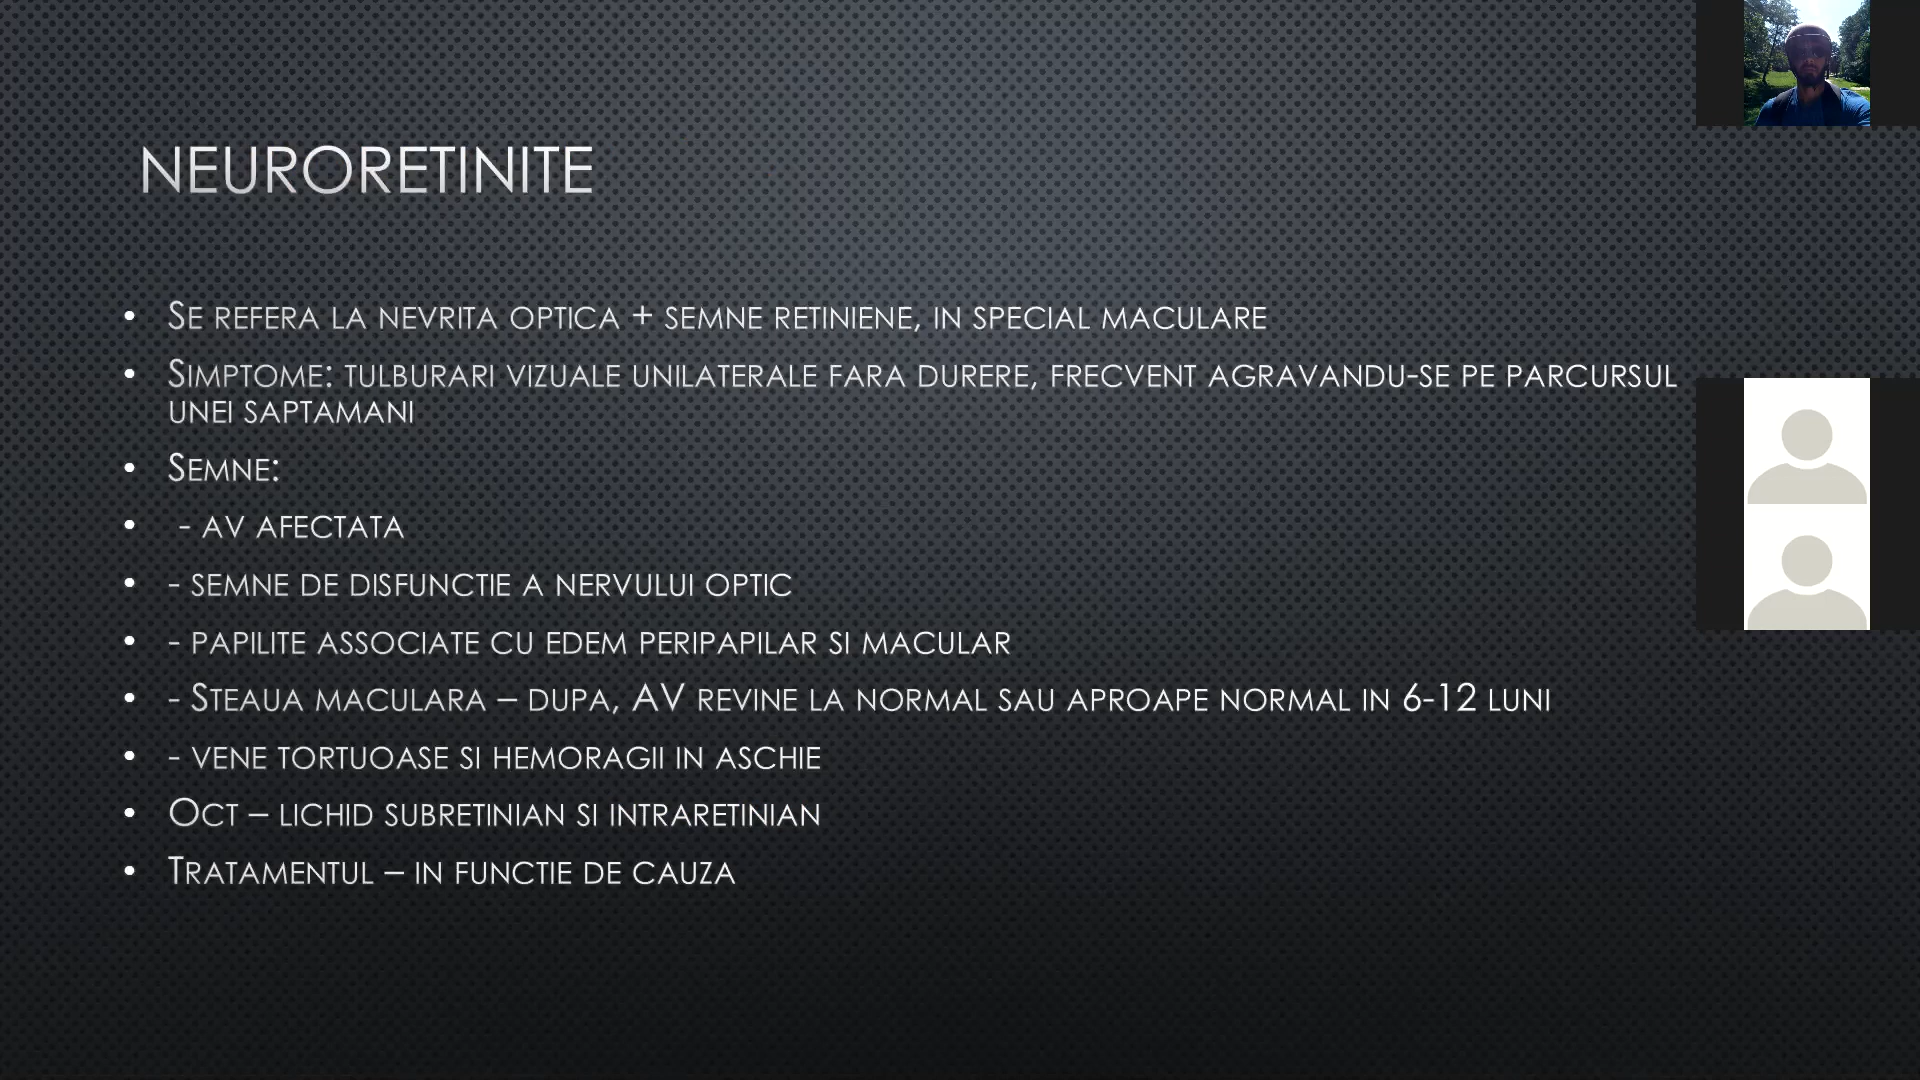 NEURORETINITE
• Se refera la nevrita optica + semne retiniene, in special maculare
• Simptome: tulburari vizuale unilaterale fara durere, frecvent agravandu-se pe parcursul
unei saptamani
• Semne:
• - av afectata
• - semne de disfunctie a nervului optic
• - papilite associate cu edem peripapilar si macular
• - Steaua maculara – dupa, AV revine la normal sau aproape normal in 6-12 luni
• - vene tortuoase si hemoragii in aschie
• Oct – lichid subretinian si intraretinian
• Tratamentul – in functie de cauza